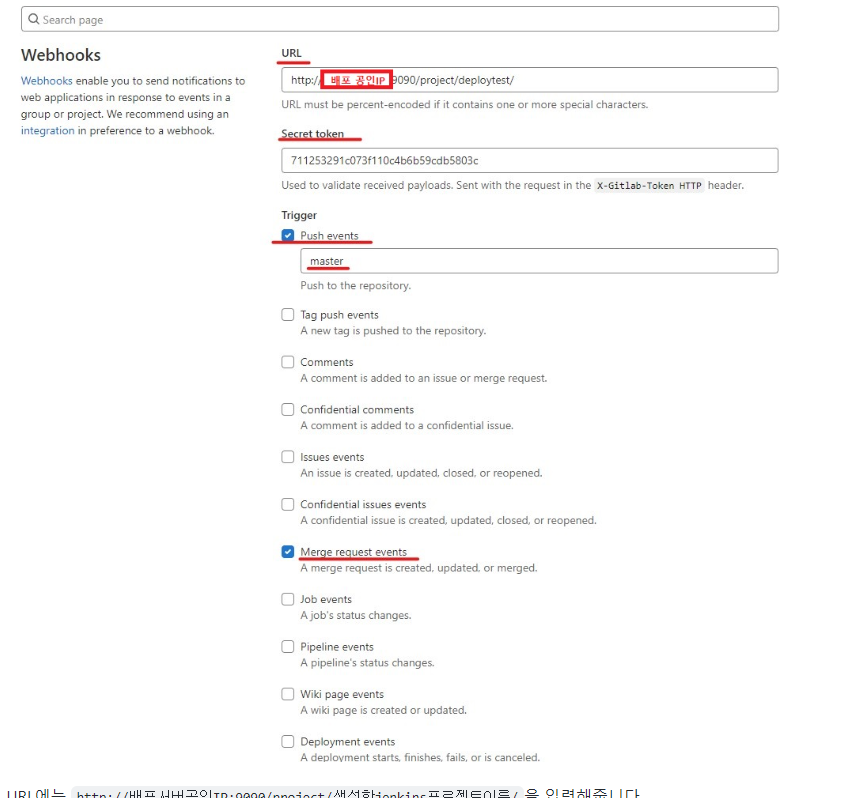 Search page
Webhooks
Webhooks enable you to send notifications to
web applications in response to events in a
group or project. We recommend using an
integration in preference to a webhook.
URL
http:// 배포 공인IP 9090/project/deploytest/
URL must be percent-encoded if it contains one or more special characters.
Secret token
711253291c073f110c4b6b59cdb5803c
Used to validate received payloads. Sent with the request in the X-Gitlab-Token HTTP header.
Trigger
Push events
master
Push to the repository.
Tag push events
A new tag is pushed to the repository.
Comments
A comment is added to an issue or merge request.
Confidential comments
A comment is added to a confidential issue.
Issues events
An issue is created, updated, closed, or reopened.
Confidential issues events
A confidential issue is created, updated, closed, or reopened.
Merge request events
A merge request is created, updated, or merged.
Job events
A job's status changes.
Pipeline events
A pipeline's status changes.
Wiki page events
A wiki page is created or updated.
Deployment events
A deployment starts, finishes, fails, or is canceled.
URL에는 http://배포서버공인IP:9090/project/생성한jenkins프로젝트이름/ 을 입력해줍니다